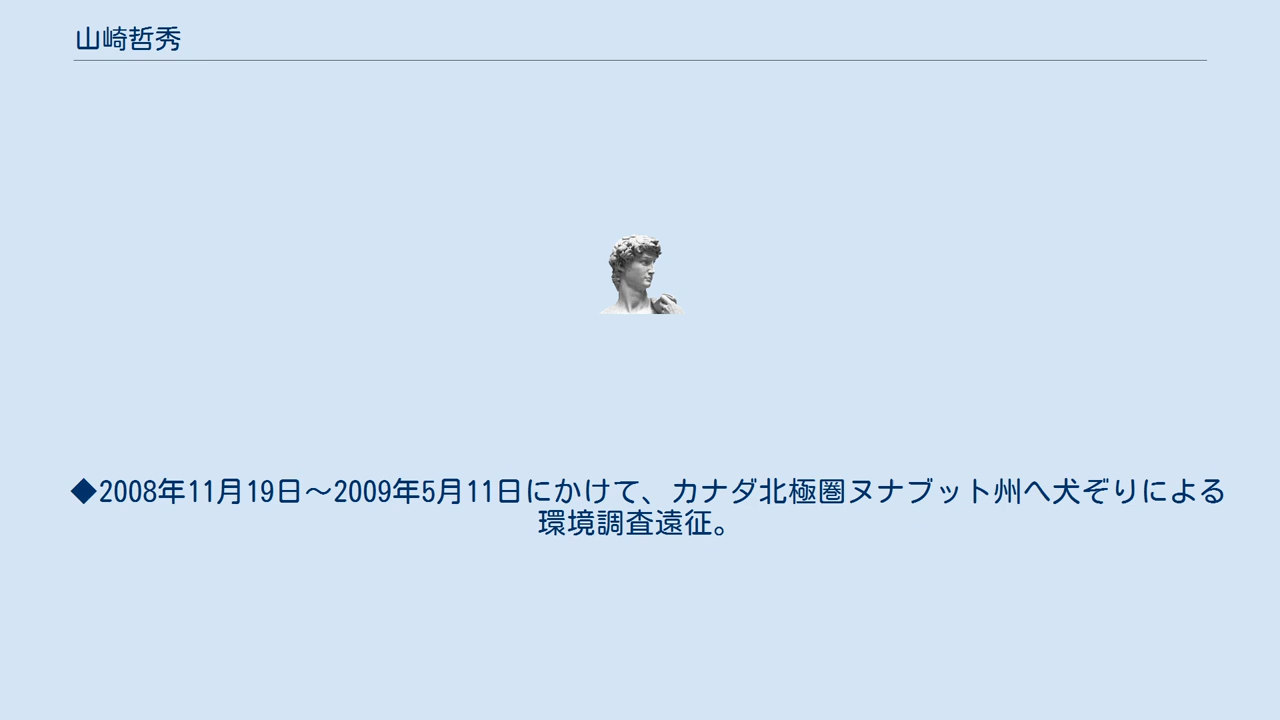 山崎哲秀
◆2008年11月19日～2009年5月11日にかけて、カナダ北極圏ヌナブット州へ犬ぞりによる
環境調査遠征。